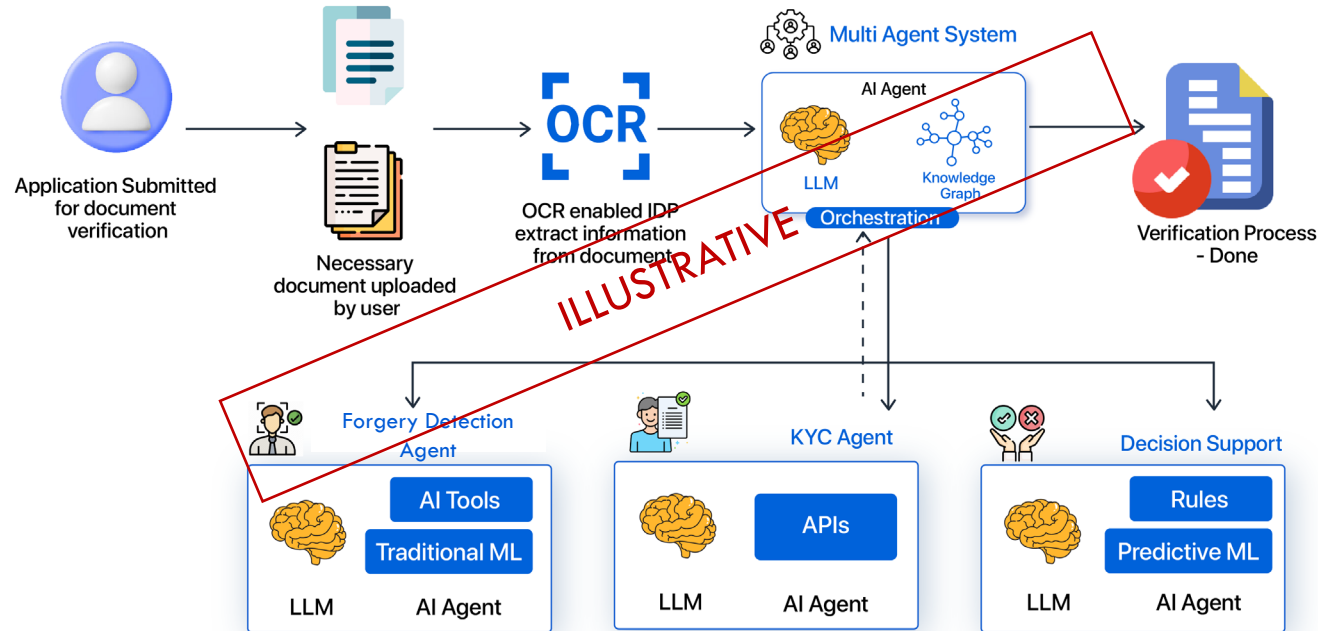 Application Submitted
for document
verification
Necessary
document uploaded
by user
OCR
OCR enabled IDP
extract information
from document
Multi Agent System
AI Agent
LLM
Knowledge
Graph
Orchestration
Verification Process
- Done
ILLUSTRATIVE
Forgery Detection
Agent
AI Tools
Traditional ML
LLM
AI Agent
KYC Agent
APIs
LLM
AI Agent
Decision Support
Rules
Predictive ML
LLM
AI Agent